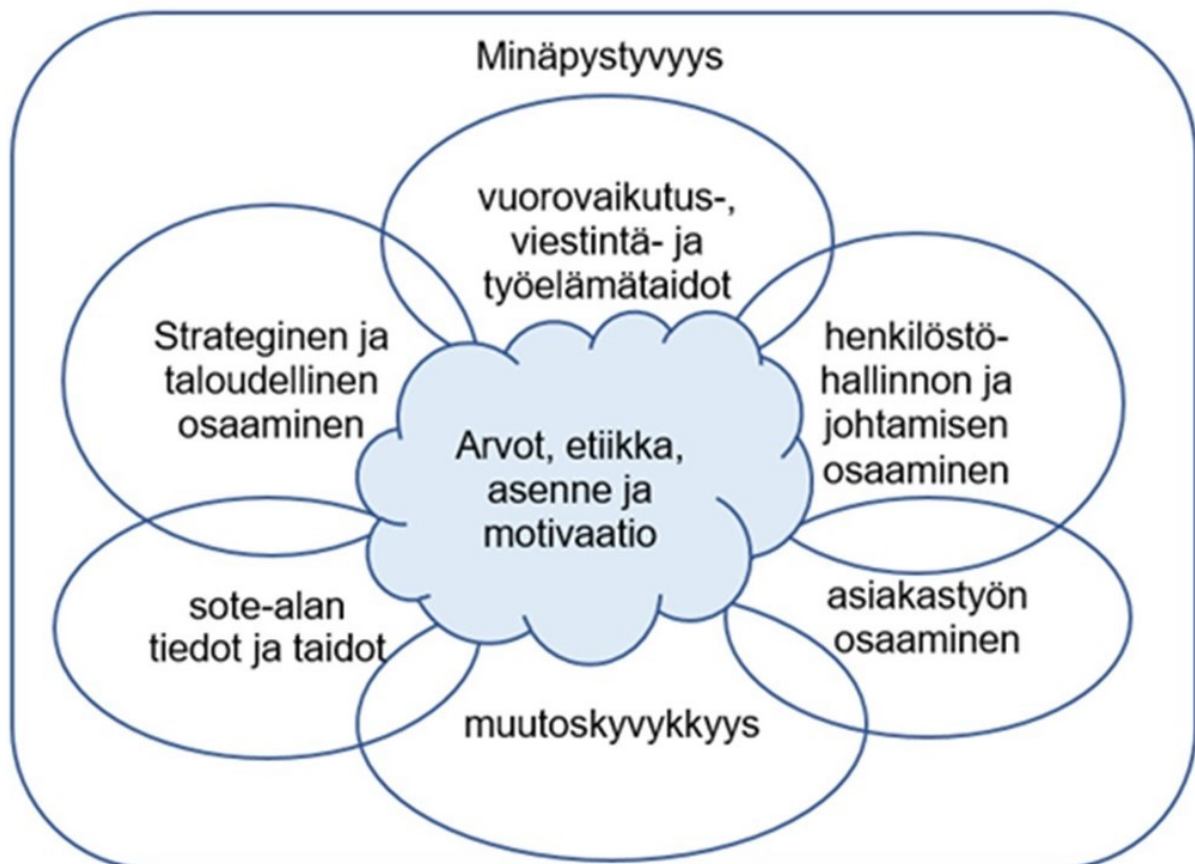 Minäpystyvyys
vuorovaikutus-,
viestintä- ja
työelämätaidot
Strateginen ja
taloudellinen
osaaminen
henkilöstö-
hallinnon ja
johtamisen
osaaminen
Arvot, etiikka,
asenne ja
motivaatio
sote-alan
tiedot ja taidot
asiakastyön
osaaminen
muutoskyvykkyys